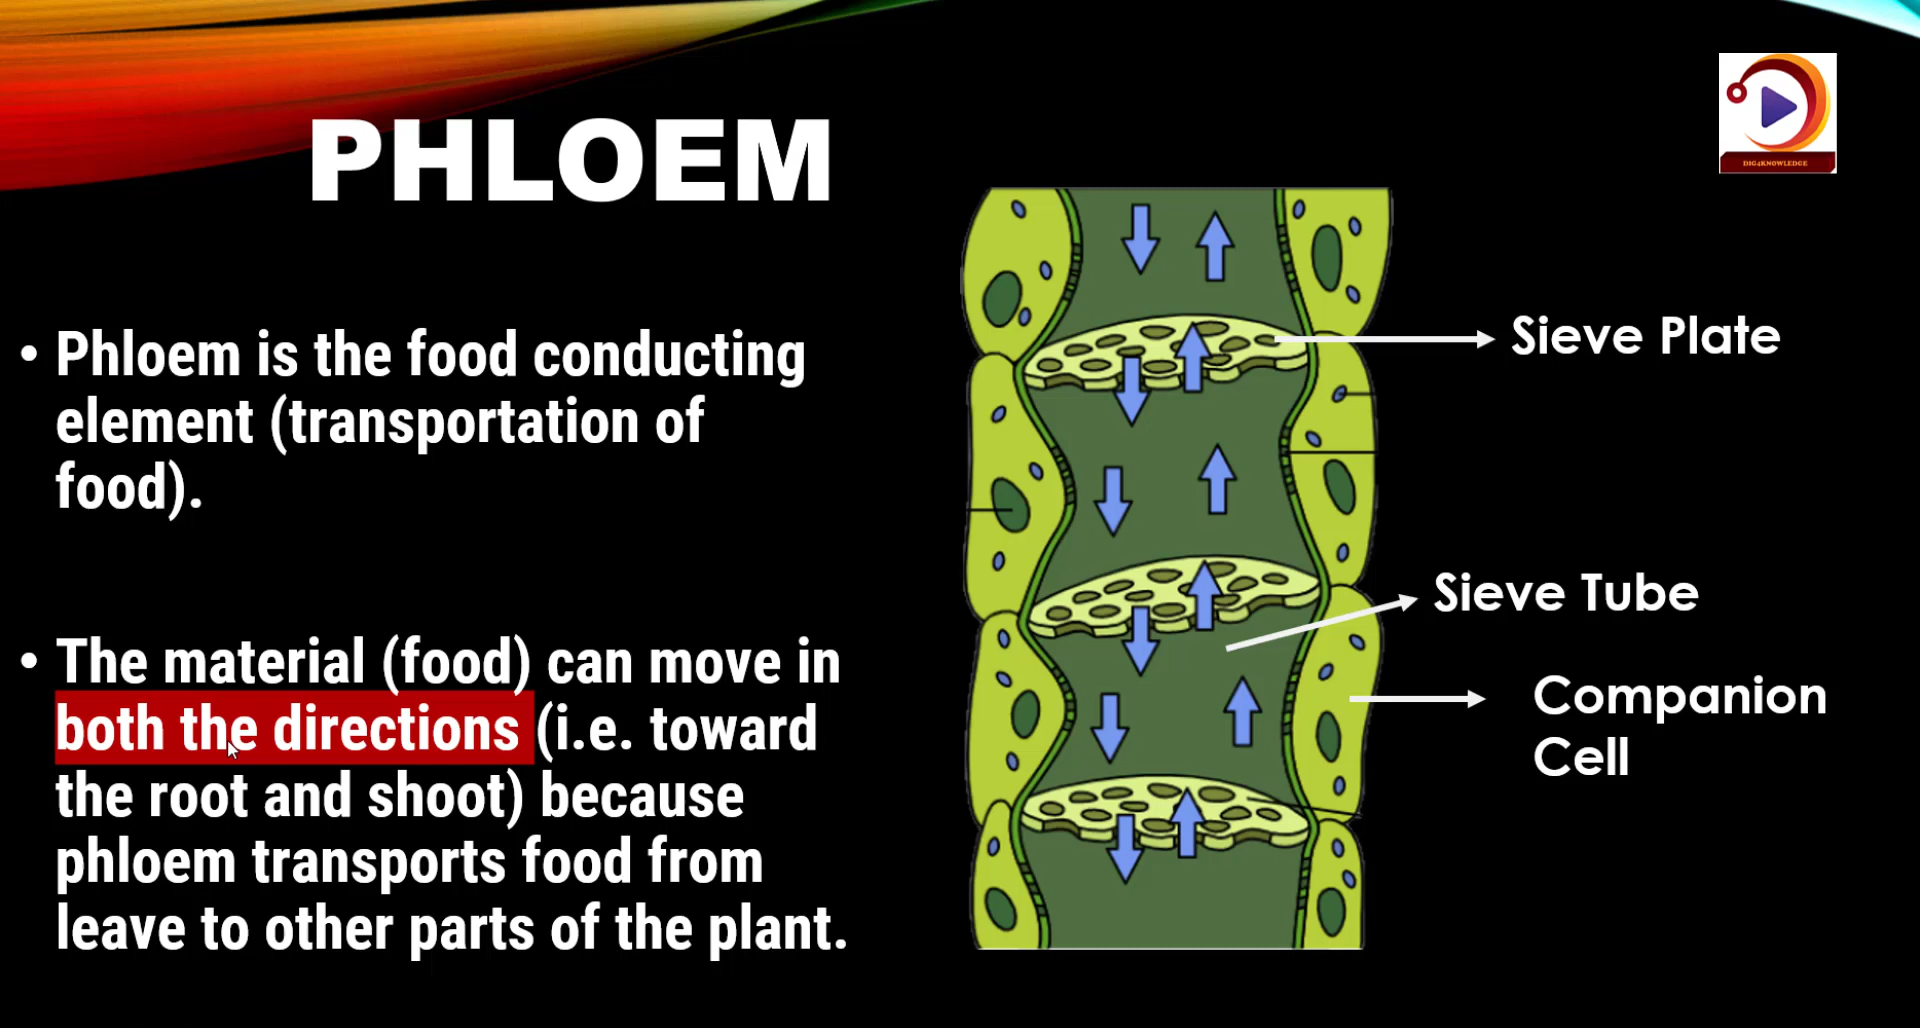 DIG4KNOWLEDGE
PHLOEM
• Phloem is the food conducting
element (transportation of
food).
• The material (food) can move in
both the directions (i.e. toward
the root and shoot) because
phloem transports food from
leave to other parts of the plant.
Sieve Plate
Sieve Tube
Companion
Cell